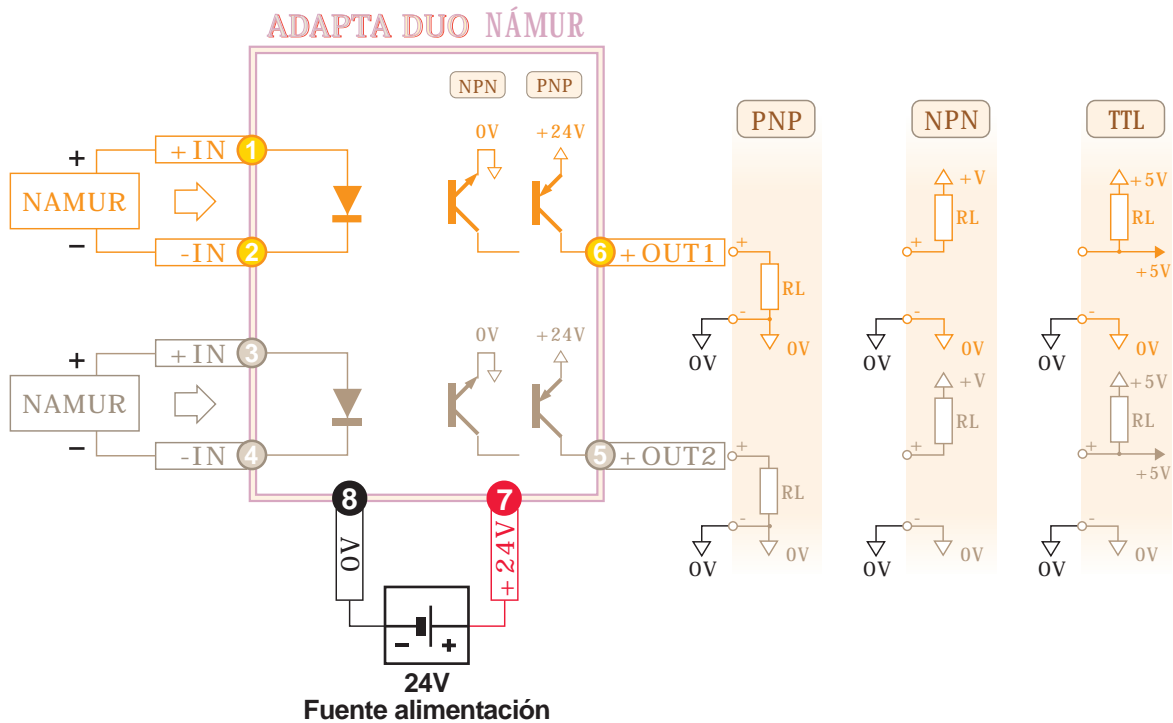 ADAPTA DUO NÁMUR
NPN PNP
PNP NPN TTL
0V +24V
+ +IN 1
NAMUR
- -IN 2
6 +OUT1
+ RL
- 0V
0V
+V
RL
+
- 0V
0V
+5V
RL
+5V
- 0V
0V
0V +24V
+ +IN 3
NAMUR
- -IN 4
5 +OUT2
+ RL
- 0V
0V
+V
RL
+
- 0V
0V
+5V
RL
+
+5V
- 0V
0V
8 7
0V +24V
- +
24V
Fuente alimentación